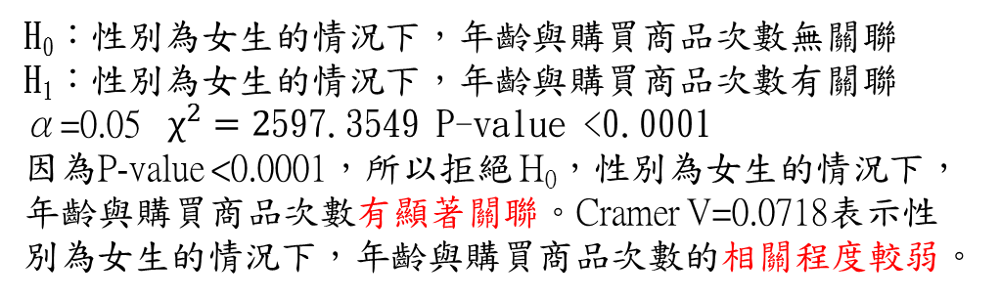 H₀：性別為女生的情況下，年齡與購買商品次數無關聯
H₁：性別為女生的情況下，年齡與購買商品次數有關聯
α=0.05 χ² = 2597.3549 P-value <0.0001
因為P-value<0.0001，所以拒絕H₀，性別為女生的情況下，
年齡與購買商品次數有顯著關聯。Cramer V=0.0718表示性
別為女生的情況下，年齡與購買商品次數的相關程度較弱。